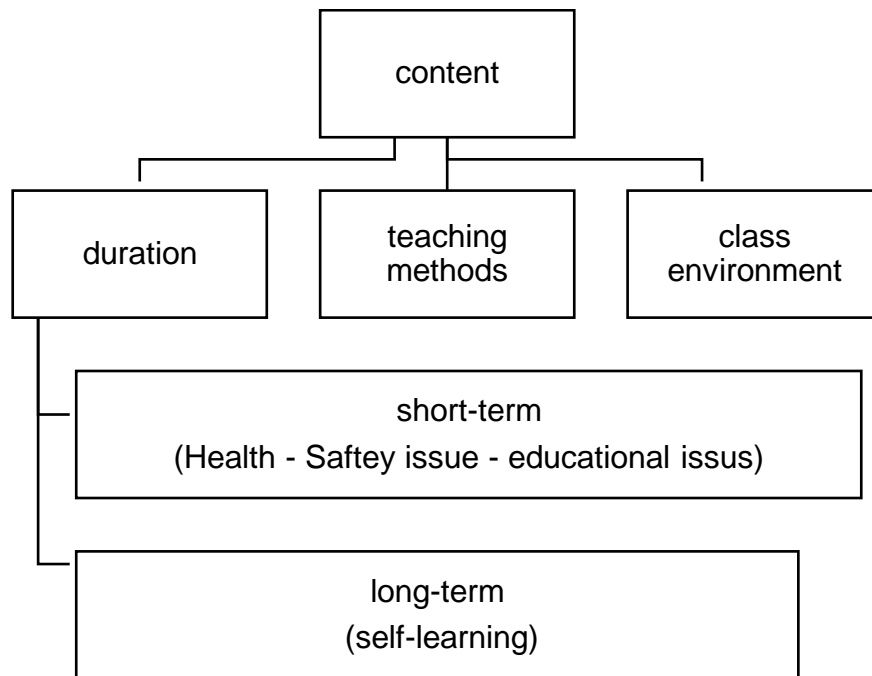 content
duration
teaching
methods
class
environment
short-term
(Health - Saftey issue - educational issus)
long-term
(self-learning)